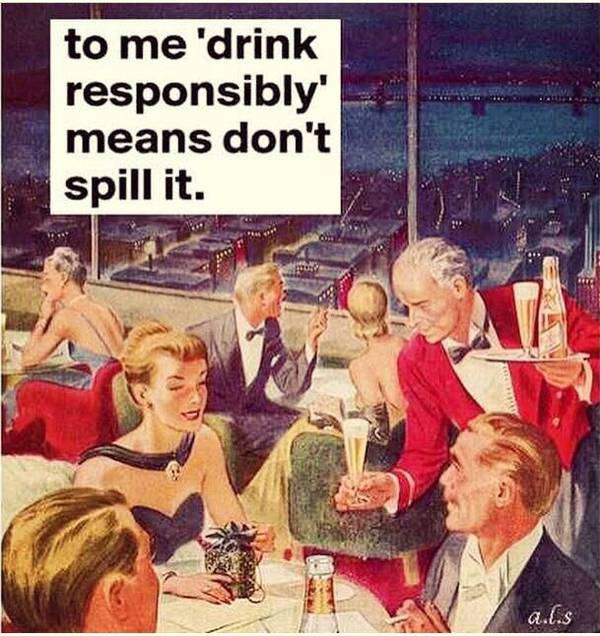 to me 'drink
responsibly'
means don't
spill it.
a.l.s